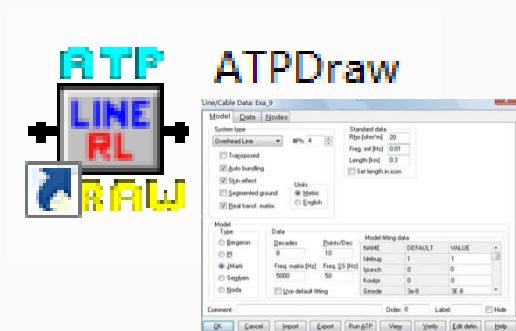 ATP
LINE
RL
RAW
ATPDraw
Line/Cable Data: Exa_9
Model Data Nodes
System type
Overhead Line #Ph: 4
Transposed
Auto bundling
Skin effect
Segmented ground
Real transf. matrix
Units
Metric
English
Standard data
Rho [ohm*m] 20
Freq. init [Hz] 0.01
Length [km] 0.3
Set length in icon
Model
Type
Bergeron
PI
JMarti
Semlyen
Noda
Data
Decades Points/Dec
8 10
Freq. matrix [Hz] Freq. SS [Hz]
5000 50
Use default fitting
Model fitting data
NAME DEFAULT VALUE
Idebug 1 1
Ipunch 0 0
Koutpr 0 0
Gmode 3e-8 3E-8
Comment: Order: 0 Label: Hide
OK Cancel Import Export Run ATP View Verify Edit defin. Help